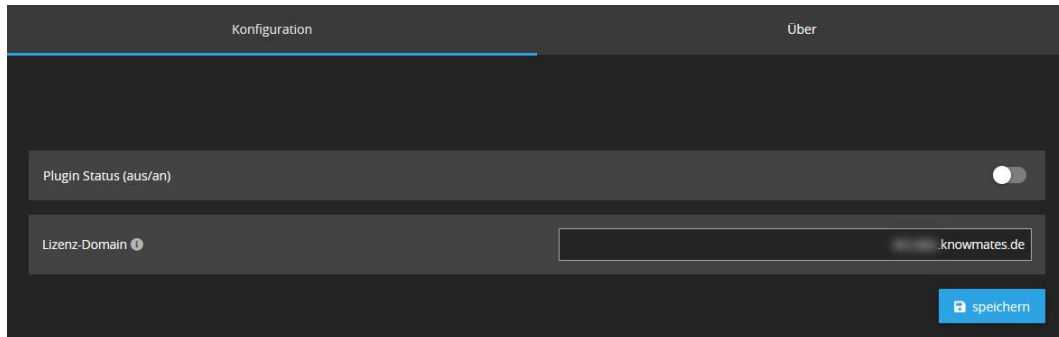 Konfiguration
Über
Plugin Status (aus/an)
Lizenz-Domain
.knowmates.de
speichern